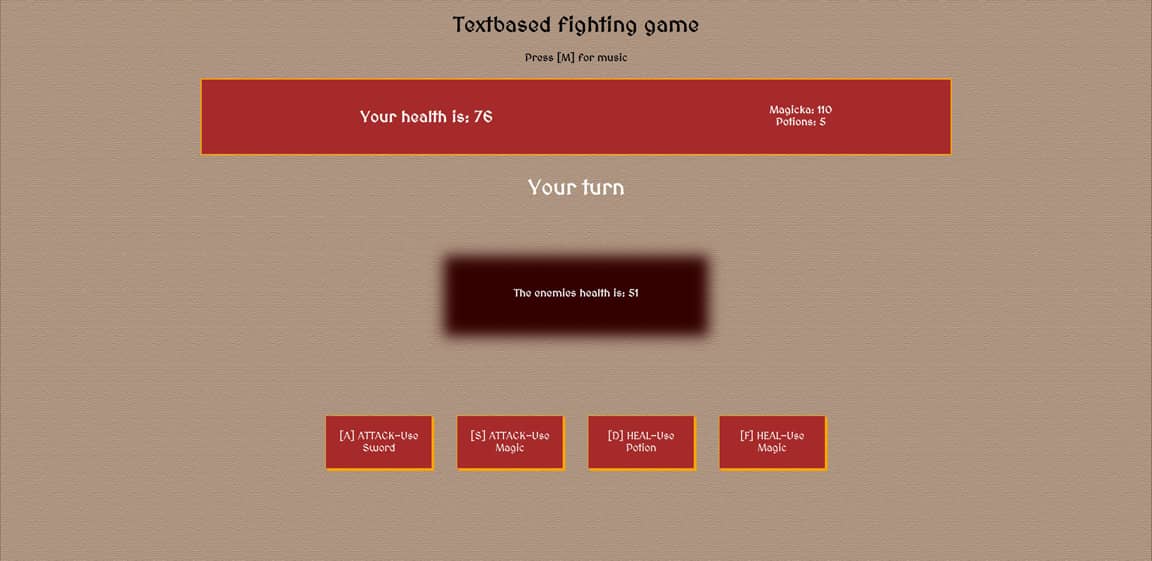 Textbased fighting game
Press [M] for music
Your health is: 76
Magicka: 110
Potions: 5
Your turn
The enemies health is: 51
[A] ATTACK-Use
Sword
[S] ATTACK-Use
Magic
[D] HEAL-Use
Potion
[F] HEAL-Use
Magic